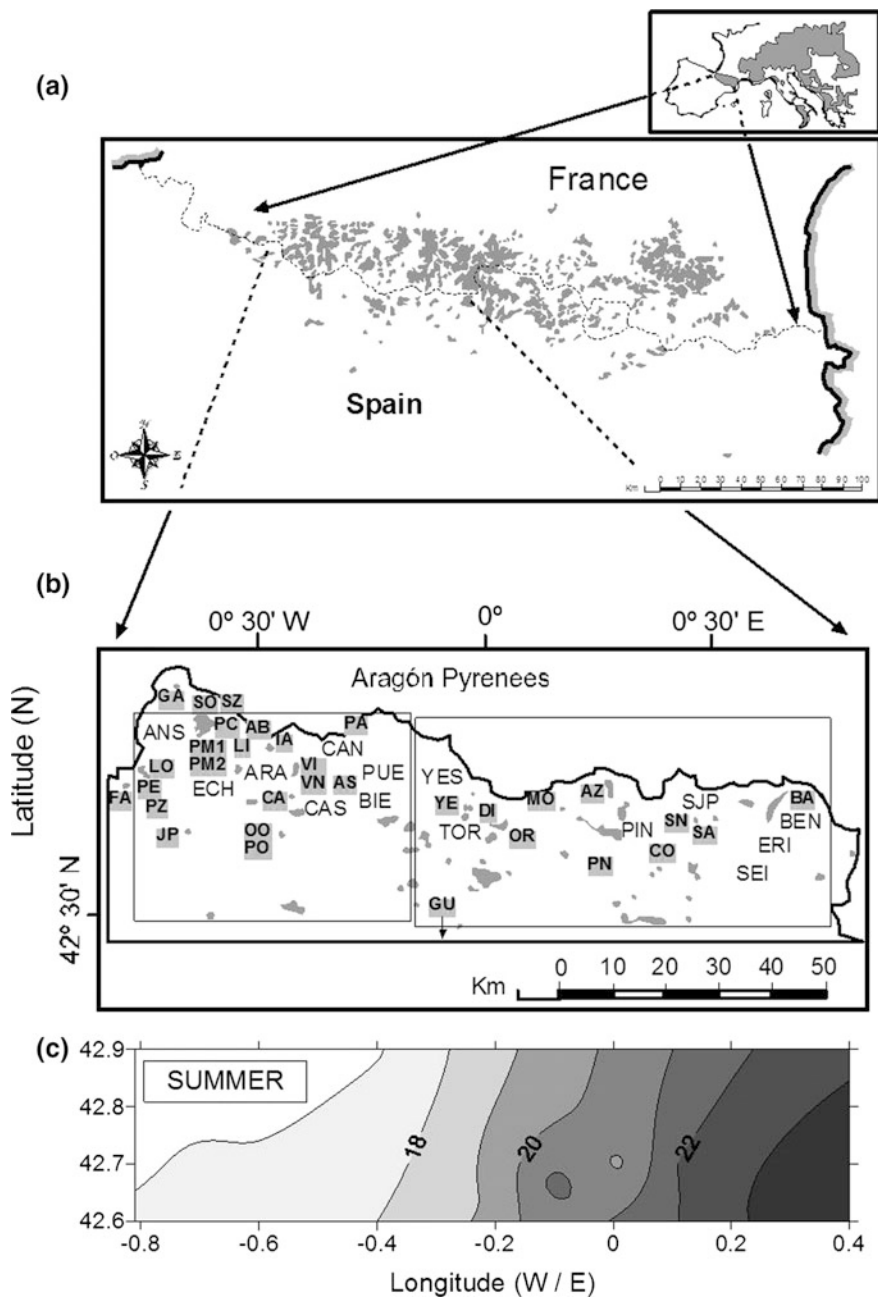 (a)
France
Spain
N
O E
S
Km 0 10 20 30 40 50 60 70 80 90 100
(b)
0º 30' W 0º 0º 30' E
Aragón Pyrenees
Latitude (N)
42º 30' N
GA SO SZ
ANS PC AB IA PA
PM1 LI CAN
LO PM2 ARA VI PUE YES
PE ECH VN AS
FA PZ CA CAS BIE YE DI MO AZ SJP BA
JP OO TOR OR PIN SN SA BEN
PO PN CO ERI
SEI
GU
Km 0 10 20 30 40 50
(c)
SUMMER
42.9
42.8
42.7
42.6
18 20 22
-0.8 -0.6 -0.4 -0.2 0 0.2 0.4
Longitude (W / E)